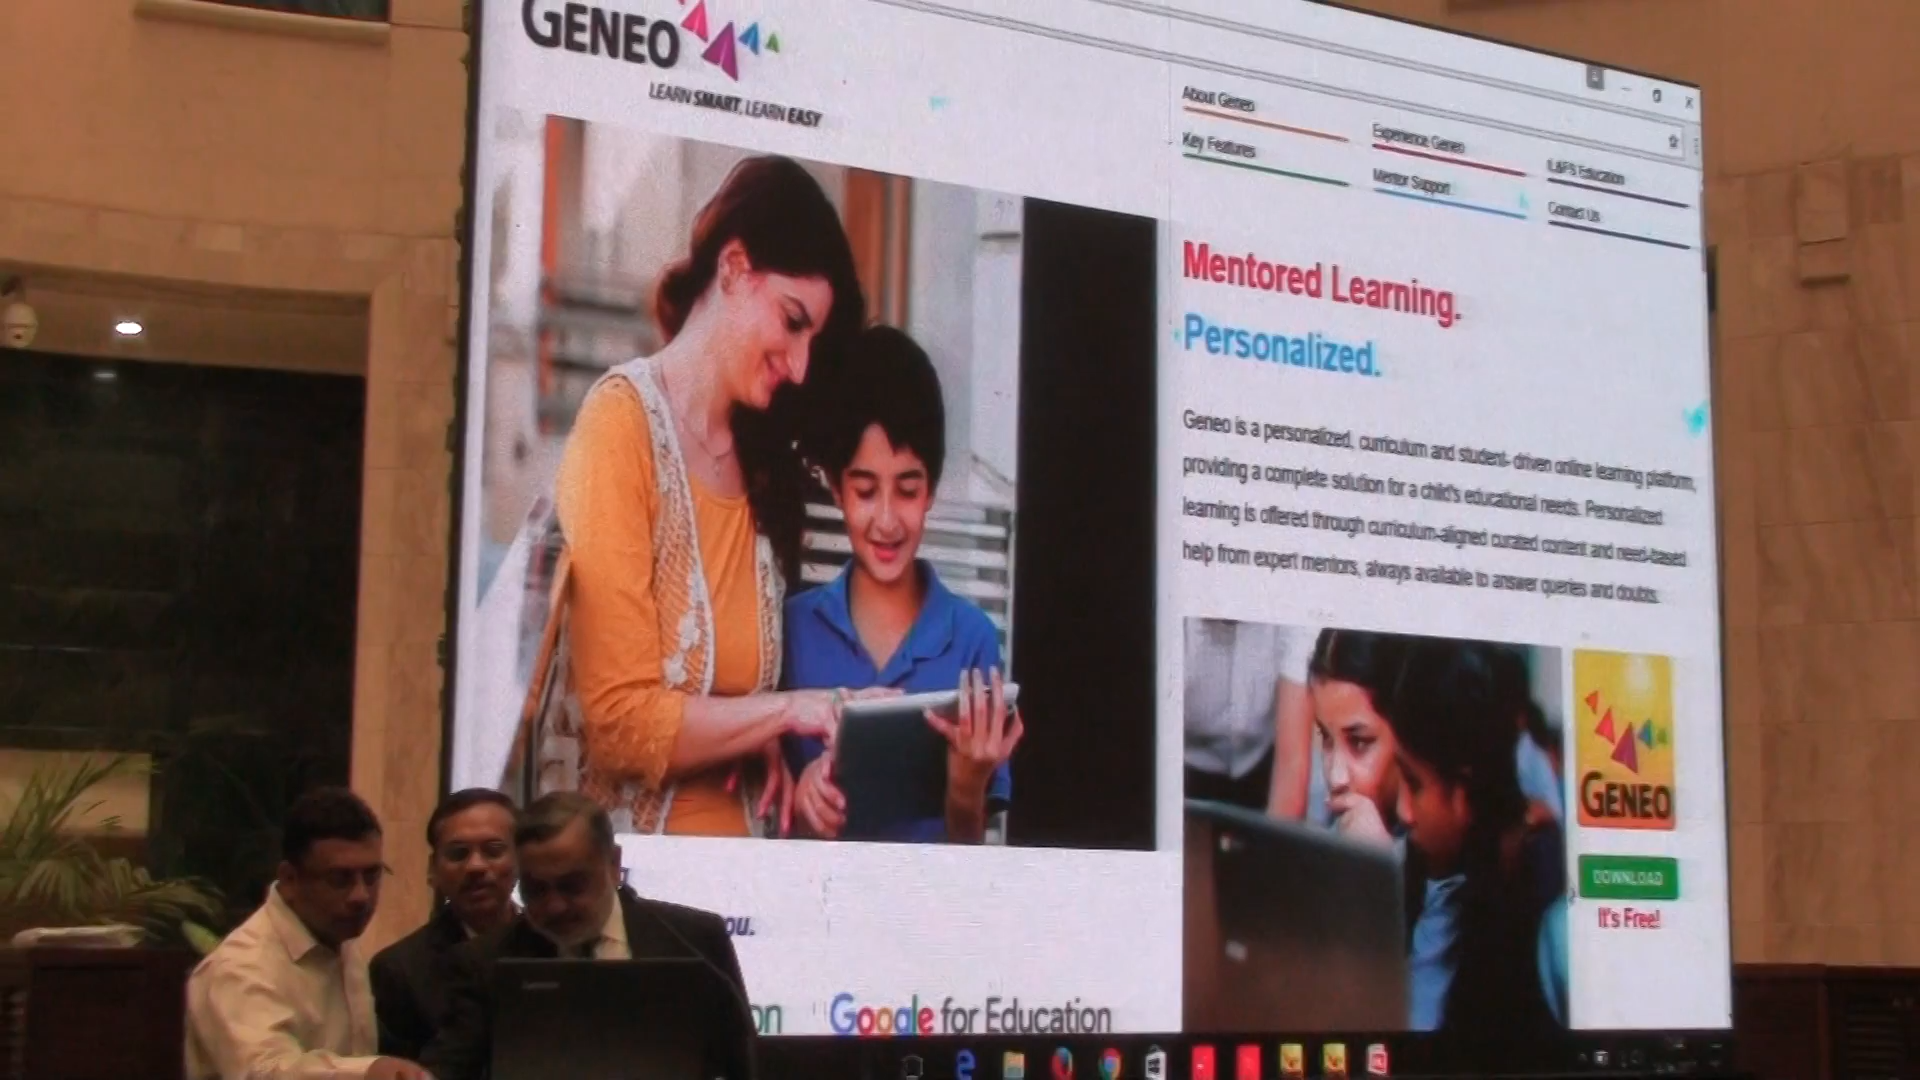 GENEO
LEARN SMART, LEARN EASY
About Geneo
Experience Geneo
IL&FS Education
Key Features
Mentor Support
Contact Us
Mentored Learning.
Personalized.
Geneo is a personalized, curriculum and student- driven online learning platform,
providing a complete solution for a child's educational needs. Personalized
learning is offered through curriculum-aligned curated content and need-based
help from expert mentors, always available to answer queries and doubts.
GENEO
DOWNLOAD
It's Free!
ou.
on
Google for Education
Lenovo